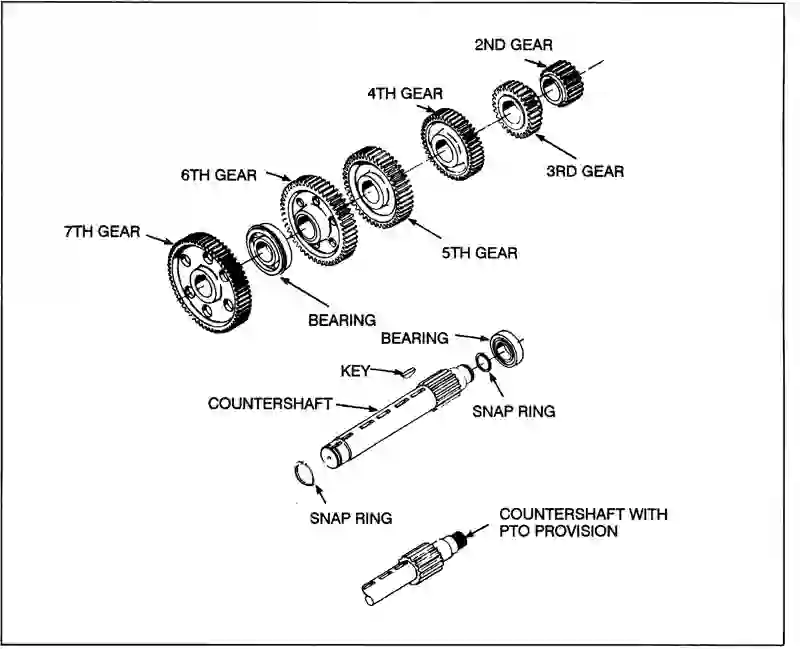 2ND GEAR
4TH GEAR
3RD GEAR
6TH GEAR
7TH GEAR
5TH GEAR
BEARING
BEARING
KEY
COUNTERSHAFT
SNAP RING
SNAP RING
COUNTERSHAFT WITH
PTO PROVISION